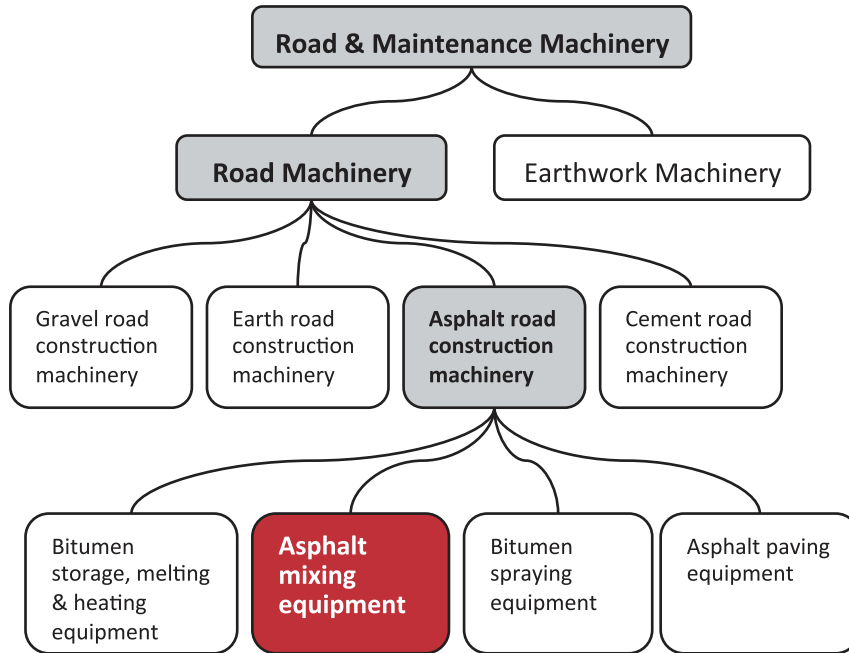 Road & Maintenance Machinery
Road Machinery
Earthwork Machinery
Gravel road
construction
machinery
Earth road
construction
machinery
Asphalt road
construction
machinery
Cement road
construction
machinery
Bitumen
storage, melting
& heating
equipment
Asphalt
mixing
equipment
Bitumen
spraying
equipment
Asphalt paving
equipment